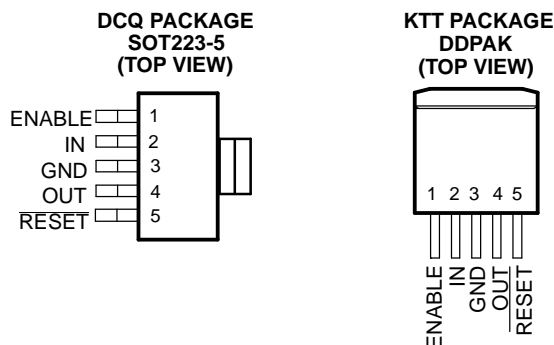 DCQ PACKAGE
SOT223-5
(TOP VIEW)
ENABLE 1
IN 2
GND 3
OUT 4
RESET 5
KTT PACKAGE
DDPAK
(TOP VIEW)
1 2 3 4 5
ENABLE
IN
GND
OUT
RESET